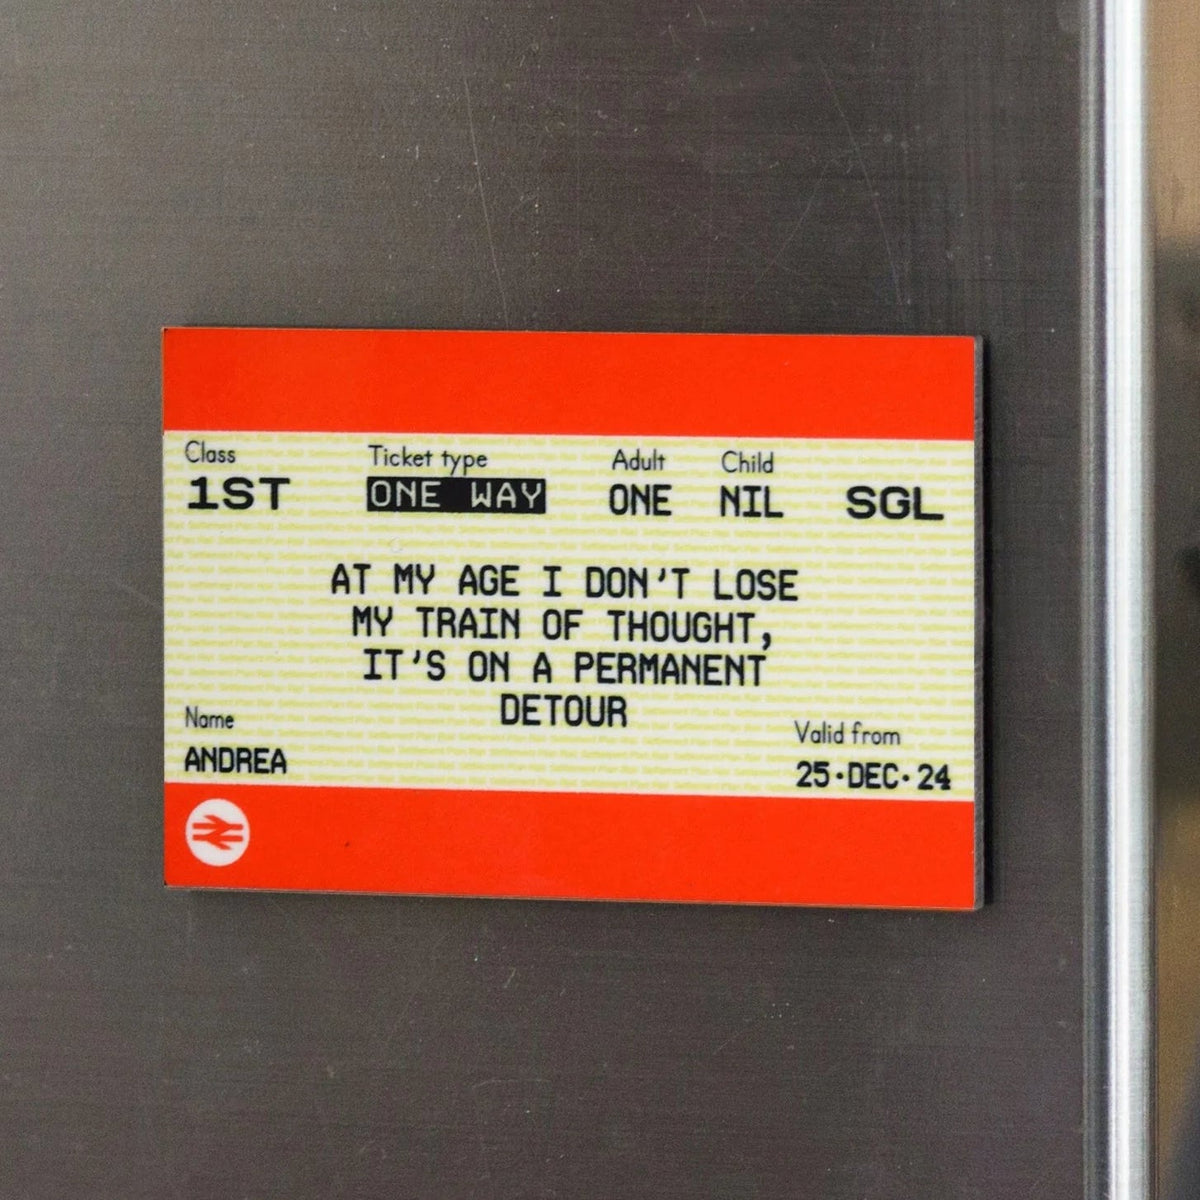 Class Ticket type Adult Child
1ST ONE WAY ONE NIL SGL
AT MY AGE I DON'T LOSE
MY TRAIN OF THOUGHT,
IT'S ON A PERMANENT
DETOUR
Name Valid from
ANDREA 25·DEC·24